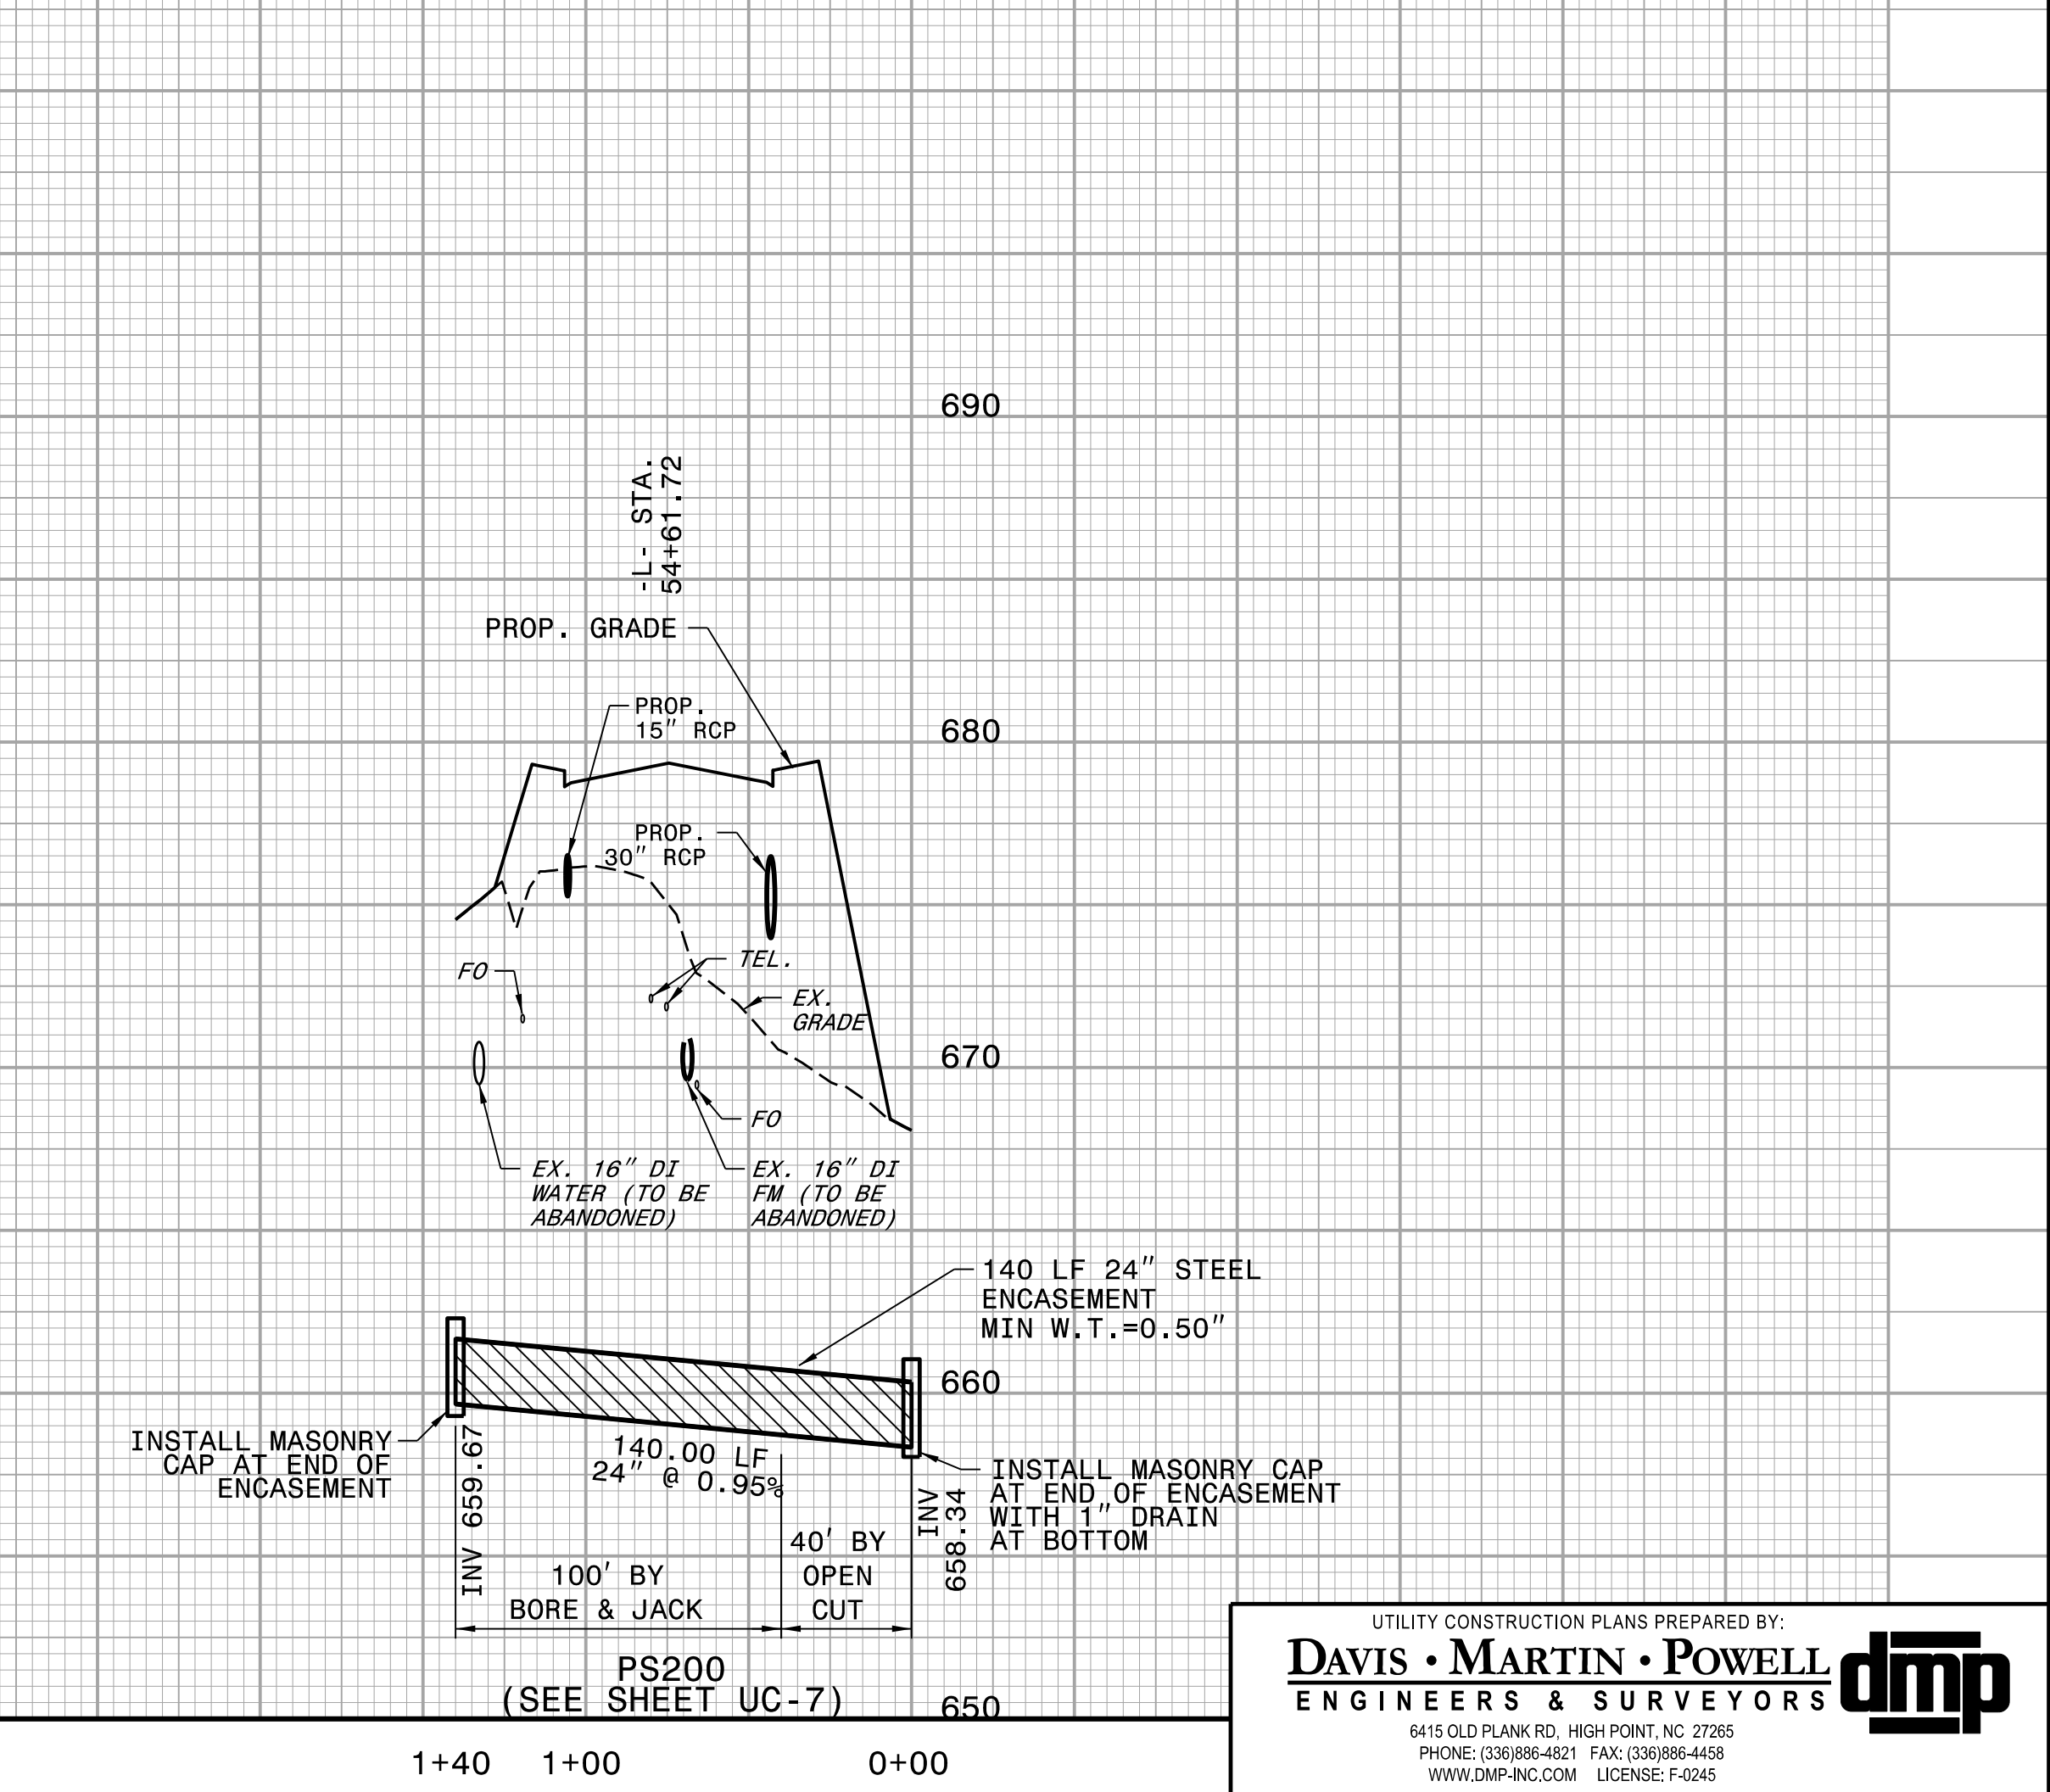 690
-L- STA.
54+61.72
PROP. GRADE
PROP.
15" RCP
680
PROP.
30" RCP
TEL.
FO
EX.
GRADE
670
FO
EX. 16" DI
WATER (TO BE
ABANDONED)
EX. 16" DI
FM (TO BE
ABANDONED)
140 LF 24" STEEL
ENCASEMENT
MIN W.T.=0.50"
660
INSTALL MASONRY
CAP AT END OF
ENCASEMENT
INV 659.67
140.00 LF
24" @ 0.95%
INV
658.34
INSTALL MASONRY CAP
AT END OF ENCASEMENT
WITH 1" DRAIN
AT BOTTOM
100' BY
BORE & JACK
40' BY
OPEN
CUT
PS200
(SEE SHEET UC-7)
650
1+40
1+00
0+00
UTILITY CONSTRUCTION PLANS PREPARED BY:
DAVIS • MARTIN • POWELL
ENGINEERS & SURVEYORS
dmp
6415 OLD PLANK RD, HIGH POINT, NC 27265
PHONE: (336)886-4821 FAX: (336)886-4458
WWW.DMP-INC.COM LICENSE: F-0245